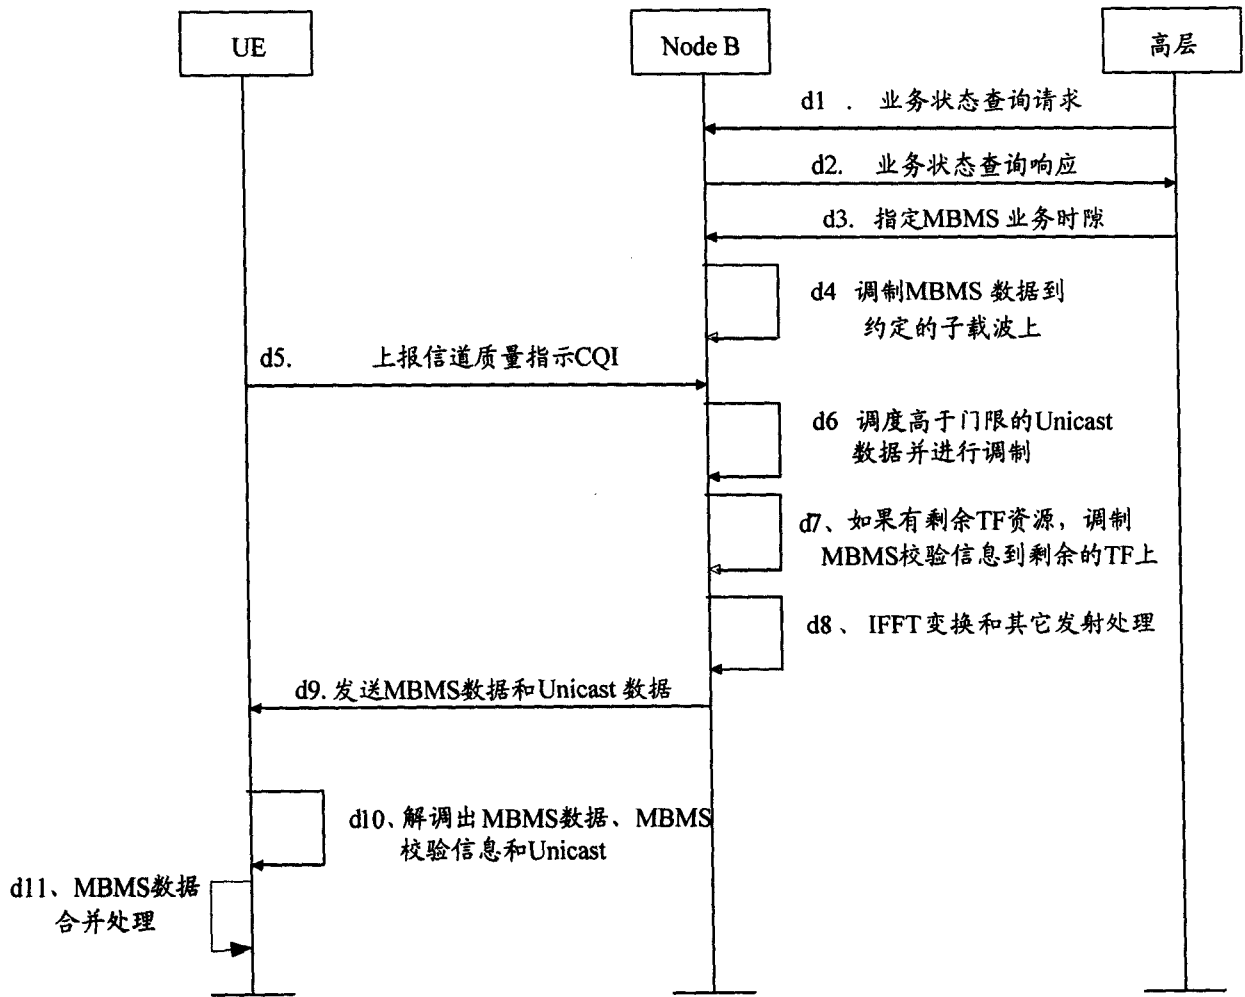 UE
Node B
高层
d1 . 业务状态查询请求
d2. 业务状态查询响应
d3. 指定MBMS 业务时隙
d4 调制MBMS 数据到
约定的子载波上
d5. 上报信道质量指示CQI
d6 调度高于门限的Unicast
数据并进行调制
d7、如果有剩余TF资源，调制
MBMS校验信息到剩余的TF上
d8、 IFFT变换和其它发射处理
d9. 发送MBMS数据和Unicast 数据
d10、解调出MBMS数据、MBMS
校验信息和Unicast
d11、MBMS数据
合并处理